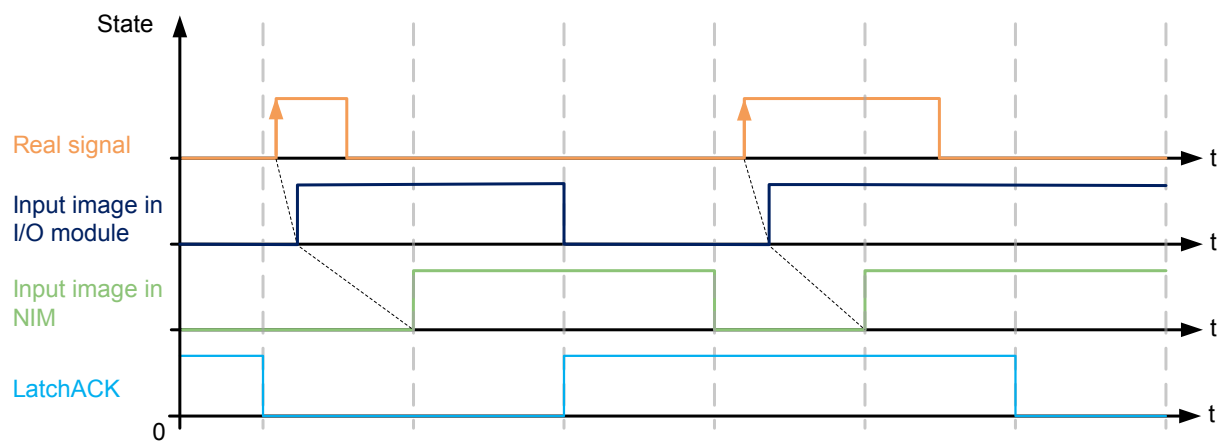 State
Real signal
t
Input image in
I/O module
t
Input image in
NIM
t
LatchACK
t
0